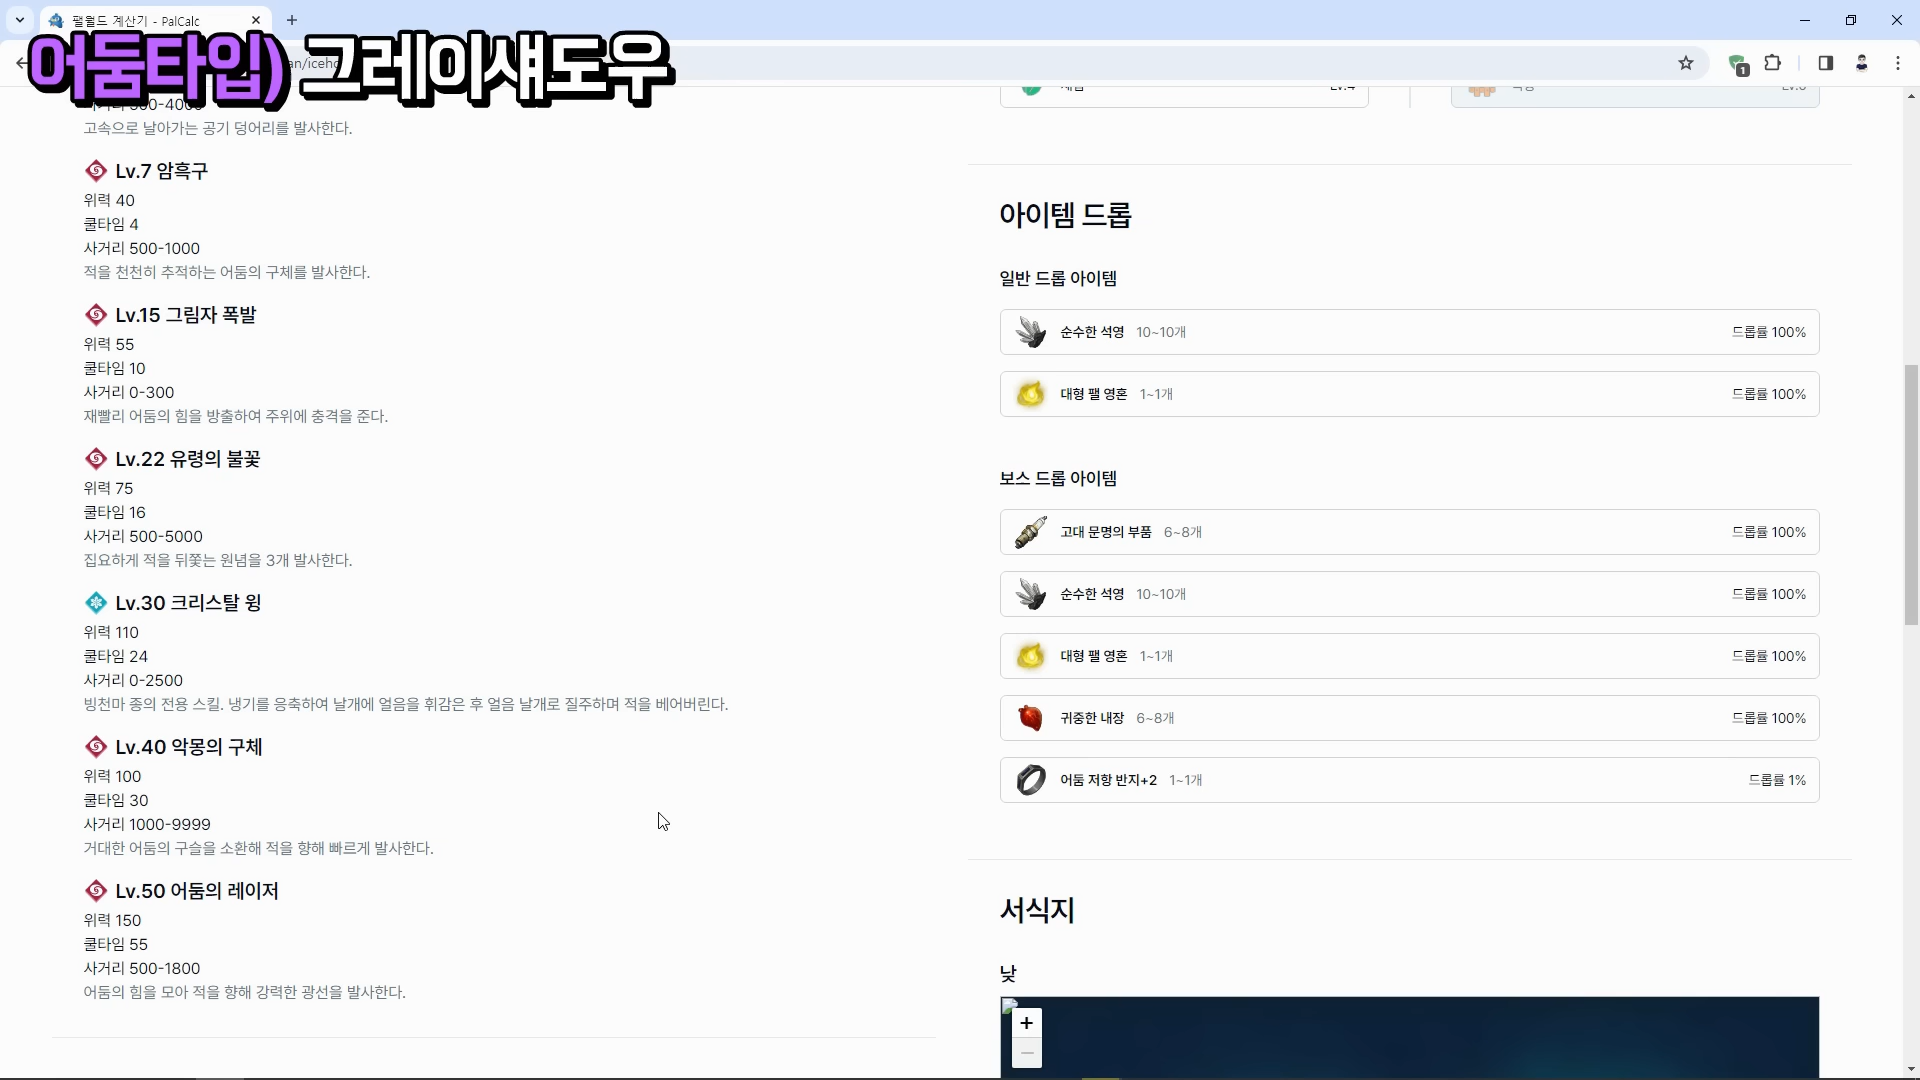 팰월드 계산기 - PalCalc
어둠타입) 그레이섀도우
an/iceho
1
사거리 500-4000
고속으로 날아가는 공기 덩어리를 발사한다.
Lv.7 암흑구
위력 40
쿨타임 4
사거리 500-1000
적을 천천히 추적하는 어둠의 구체를 발사한다.
Lv.15 그림자 폭발
위력 55
쿨타임 10
사거리 0-300
재빨리 어둠의 힘을 방출하여 주위에 충격을 준다.
Lv.22 유령의 불꽃
위력 75
쿨타임 16
사거리 500-5000
집요하게 적을 뒤쫓는 원념을 3개 발사한다.
Lv.30 크리스탈 윙
위력 110
쿨타임 24
사거리 0-2500
빙천마 종의 전용 스킬. 냉기를 응축하여 날개에 얼음을 휘감은 후 얼음 날개로 질주하며 적을 베어버린다.
Lv.40 악몽의 구체
위력 100
쿨타임 30
사거리 1000-9999
거대한 어둠의 구슬을 소환해 적을 향해 빠르게 발사한다.
Lv.50 어둠의 레이저
위력 150
쿨타임 55
사거리 500-1800
어둠의 힘을 모아 적을 향해 강력한 광선을 발사한다.
Lv.4
아이템 드롭
일반 드롭 아이템
순수한 석영 10~10개 드롭률 100%
대형 팰 영혼 1~1개 드롭률 100%
보스 드롭 아이템
고대 문명의 부품 6~8개 드롭률 100%
순수한 석영 10~10개 드롭률 100%
대형 팰 영혼 1~1개 드롭률 100%
귀중한 내장 6~8개 드롭률 100%
어둠 저항 반지+2 1~1개 드롭률 1%
서식지
낮
+
−